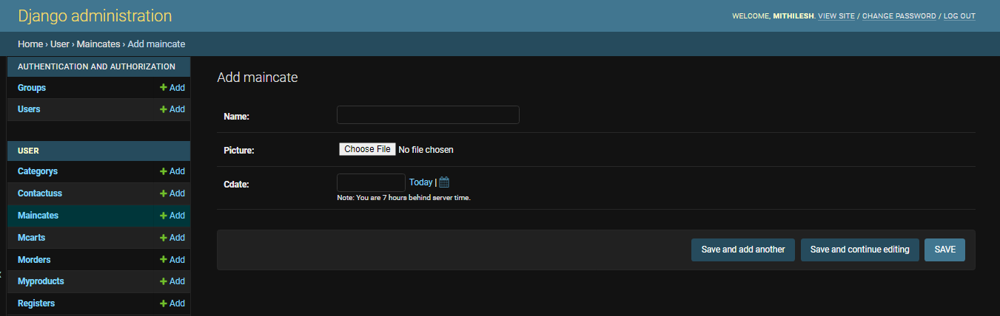 Django administration
WELCOME, MITHILESH. VIEW SITE / CHANGE PASSWORD / LOG OUT
Home › User › Maincates › Add maincate
AUTHENTICATION AND AUTHORIZATION
Groups + Add
Users + Add
USER
Categorys + Add
Contactuss + Add
Maincates + Add
Mcarts + Add
Morders + Add
Myproducts + Add
Registers + Add
Add maincate
Name:
Picture: Choose File No file chosen
Cdate: Today |
Note: You are 7 hours behind server time.
Save and add another Save and continue editing SAVE